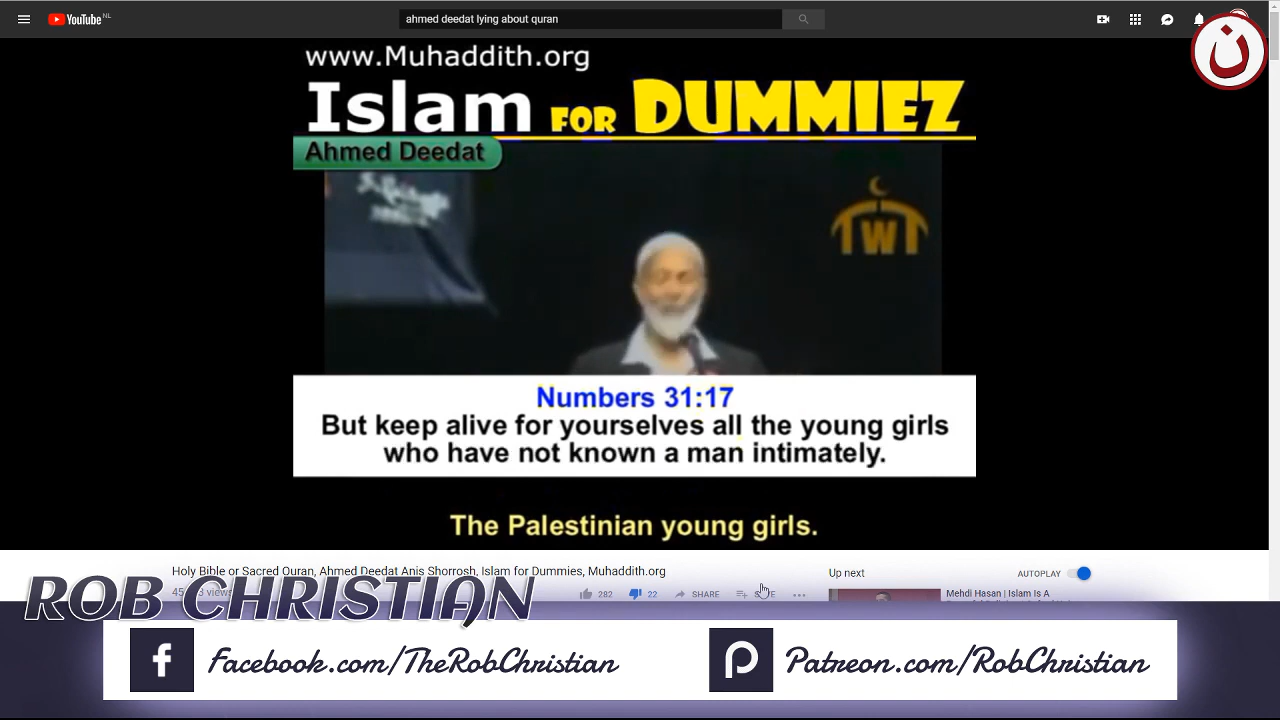 YouTube NL
ahmed deedat lying about quran
ن
www.Muhaddith.org
Islam FOR DUMMIEZ
Ahmed Deedat
TWT
Numbers 31:17
But keep alive for yourselves all the young girls
who have not known a man intimately.
The Palestinian young girls.
Holy Bible or Sacred Quran, Ahmed Deedat Anis Shorrosh, Islam for Dummies, Muhaddith.org
Up next
AUTOPLAY
282
22
SHARE
Mehdi Hasan | Islam Is A
ROB CHRISTIAN
Facebook.com/TheRobChristian
Patreon.com/RobChristian